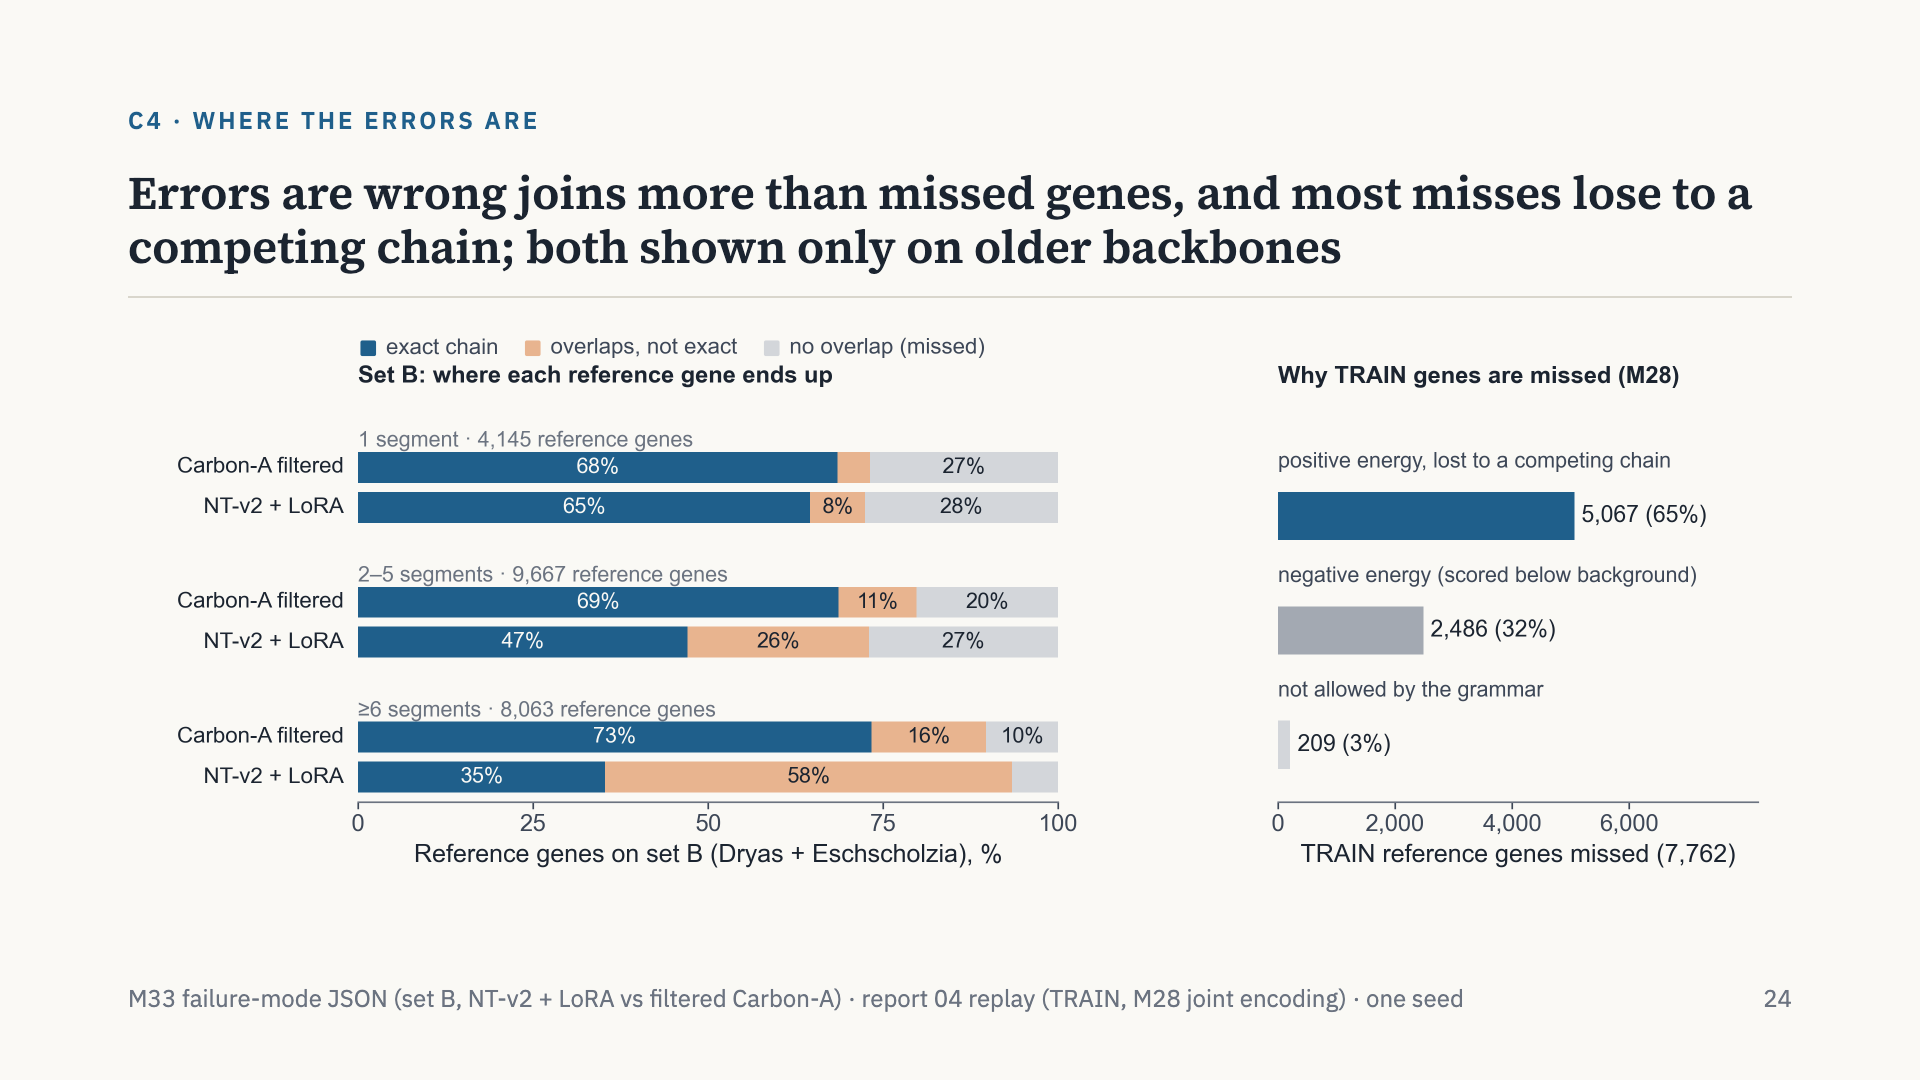 C4 · WHERE THE ERRORS ARE
Errors are wrong joins more than missed genes, and most misses lose to a
competing chain; both shown only on older backbones
exact chain overlaps, not exact no overlap (missed)
Set B: where each reference gene ends up
1 segment · 4,145 reference genes
Carbon-A filtered 68% 27%
NT-v2 + LoRA 65% 8% 28%
2–5 segments · 9,667 reference genes
Carbon-A filtered 69% 11% 20%
NT-v2 + LoRA 47% 26% 27%
≥6 segments · 8,063 reference genes
Carbon-A filtered 73% 16% 10%
NT-v2 + LoRA 35% 58%
0 25 50 75 100
Reference genes on set B (Dryas + Eschscholzia), %
Why TRAIN genes are missed (M28)
positive energy, lost to a competing chain
5,067 (65%)
negative energy (scored below background)
2,486 (32%)
not allowed by the grammar
209 (3%)
0 2,000 4,000 6,000
TRAIN reference genes missed (7,762)
M33 failure-mode JSON (set B, NT-v2 + LoRA vs filtered Carbon-A) · report 04 replay (TRAIN, M28 joint encoding) · one seed
24